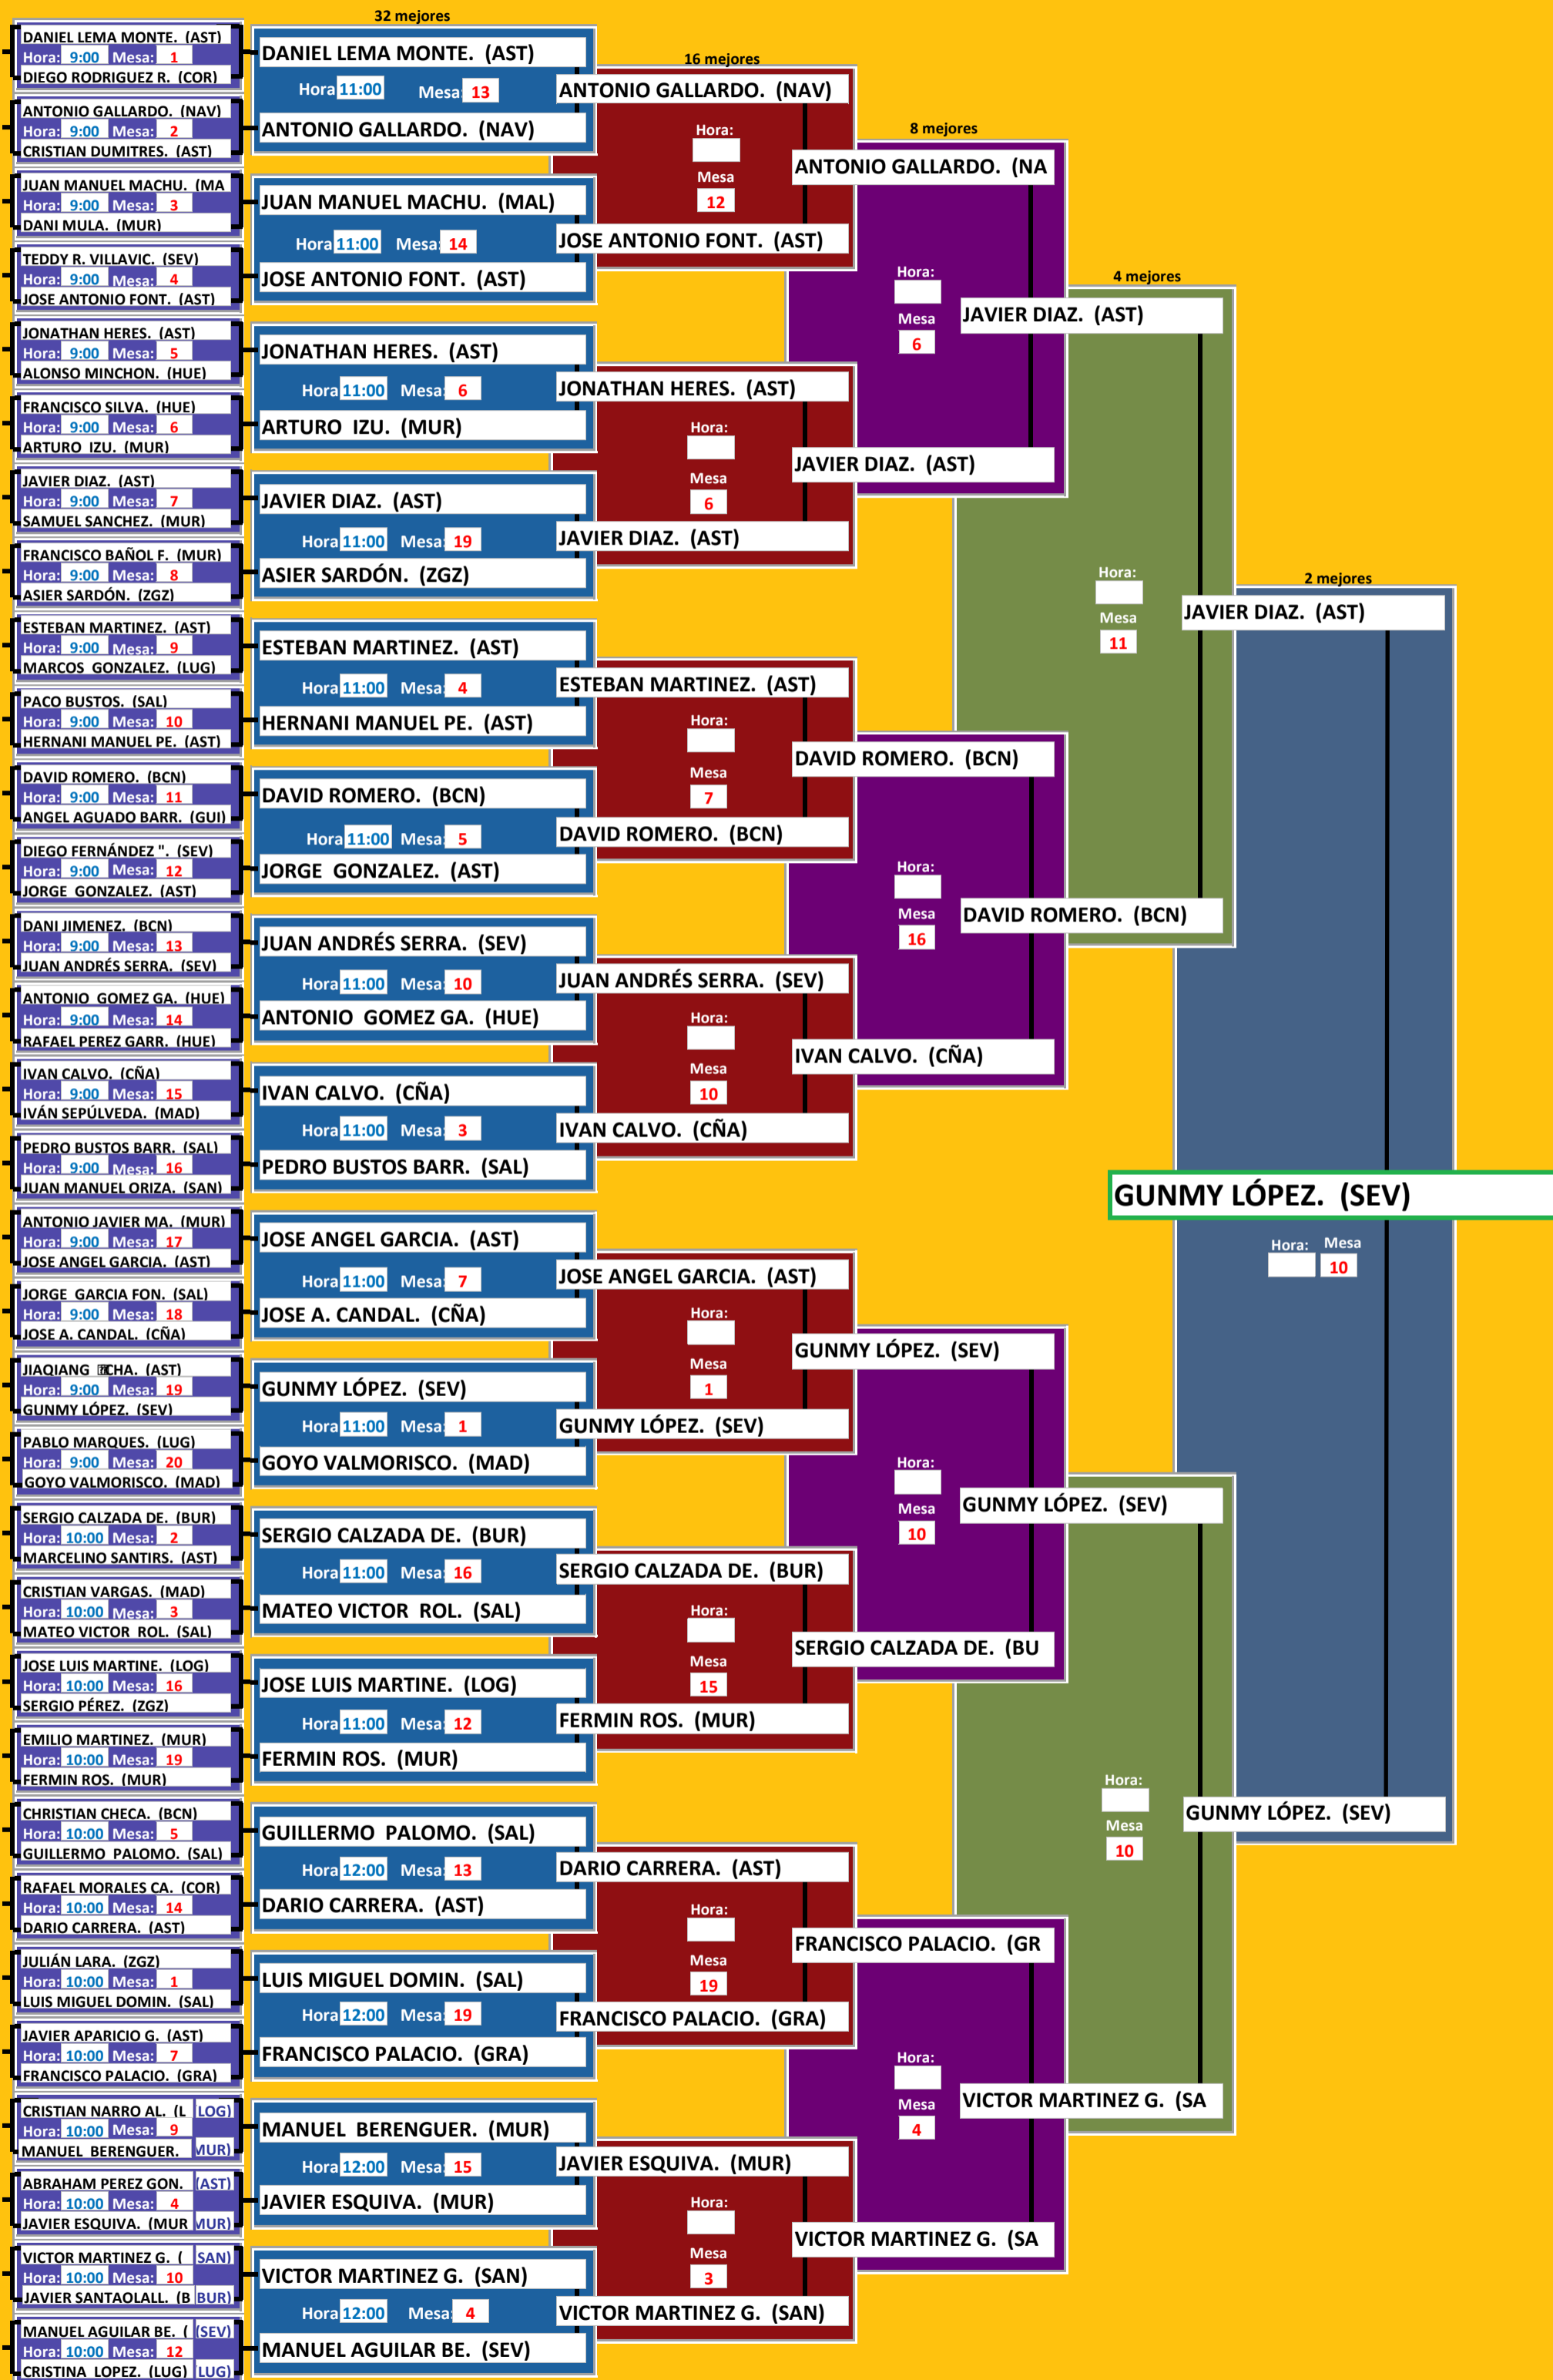 32 mejores
DANIEL LEMA MONTE. (AST)
Hora: 9:00 Mesa: 1
DIEGO RODRIGUEZ R. (COR)
ANTONIO GALLARDO. (NAV)
Hora: 9:00 Mesa: 2
CRISTIAN DUMITRES. (AST)
JUAN MANUEL MACHU. (MA
Hora: 9:00 Mesa: 3
DANI MULA. (MUR)
TEDDY R. VILLAVIC. (SEV)
Hora: 9:00 Mesa: 4
JOSE ANTONIO FONT. (AST)
JONATHAN HERES. (AST)
Hora: 9:00 Mesa: 5
ALONSO MINCHON. (HUE)
FRANCISCO SILVA. (HUE)
Hora: 9:00 Mesa: 6
ARTURO IZU. (MUR)
JAVIER DIAZ. (AST)
Hora: 9:00 Mesa: 7
SAMUEL SANCHEZ. (MUR)
FRANCISCO BAÑOL F. (MUR)
Hora: 9:00 Mesa: 8
ASIER SARDÓN. (ZGZ)
ESTEBAN MARTINEZ. (AST)
Hora: 9:00 Mesa: 9
MARCOS GONZALEZ. (LUG)
PACO BUSTOS. (SAL)
Hora: 9:00 Mesa: 10
HERNANI MANUEL PE. (AST)
DAVID ROMERO. (BCN)
Hora: 9:00 Mesa: 11
ANGEL AGUADO BARR. (GUI)
DIEGO FERNÁNDEZ ". (SEV)
Hora: 9:00 Mesa: 12
JORGE GONZALEZ. (AST)
DANI JIMENEZ. (BCN)
Hora: 9:00 Mesa: 13
JUAN ANDRÉS SERRA. (SEV)
ANTONIO GOMEZ GA. (HUE)
Hora: 9:00 Mesa: 14
RAFAEL PEREZ GARR. (HUE)
IVAN CALVO. (CÑA)
Hora: 9:00 Mesa: 15
IVÁN SEPÚLVEDA. (MAD)
PEDRO BUSTOS BARR. (SAL)
Hora: 9:00 Mesa: 16
JUAN MANUEL ORIZA. (SAN)
ANTONIO JAVIER MA. (MUR)
Hora: 9:00 Mesa: 17
JOSE ANGEL GARCIA. (AST)
JORGE GARCIA FON. (SAL)
Hora: 9:00 Mesa: 18
JOSE A. CANDAL. (CÑA)
JIAQIANG CHA. (AST)
Hora: 9:00 Mesa: 19
GUNMY LÓPEZ. (SEV)
PABLO MARQUES. (LUG)
Hora: 9:00 Mesa: 20
GOYO VALMORISCO. (MAD)
SERGIO CALZADA DE. (BUR)
Hora: 10:00 Mesa: 2
MARCELINO SANTIRS. (AST)
CRISTIAN VARGAS. (MAD)
Hora: 10:00 Mesa: 3
MATEO VICTOR ROL. (SAL)
JOSE LUIS MARTINE. (LOG)
Hora: 10:00 Mesa: 16
SERGIO PÉREZ. (ZGZ)
EMILIO MARTINEZ. (MUR)
Hora: 10:00 Mesa: 19
FERMIN ROS. (MUR)
CHRISTIAN CHECA. (BCN)
Hora: 10:00 Mesa: 5
GUILLERMO PALOMO. (SAL)
RAFAEL MORALES CA. (COR)
Hora: 10:00 Mesa: 14
DARIO CARRERA. (AST)
JULIÁN LARA. (ZGZ)
Hora: 10:00 Mesa: 1
LUIS MIGUEL DOMIN. (SAL)
JAVIER APARICIO G. (AST)
Hora: 10:00 Mesa: 7
FRANCISCO PALACIO. (GRA)
CRISTIAN NARRO AL. (L LOG)
Hora: 10:00 Mesa: 9
MANUEL BERENGUER. MUR)
ABRAHAM PEREZ GON. (AST)
Hora: 10:00 Mesa: 4
JAVIER ESQUIVA. (MUR MUR)
VICTOR MARTINEZ G. ( SAN)
Hora: 10:00 Mesa: 10
JAVIER SANTAOLALL. (B BUR)
MANUEL AGUILAR BE. ( (SEV)
Hora: 10:00 Mesa: 12
CRISTINA LOPEZ. (LUG) (LUG)
DANIEL LEMA MONTE. (AST)
Hora 11:00 Mesa: 13
ANTONIO GALLARDO. (NAV)
JUAN MANUEL MACHU. (MAL)
Hora 11:00 Mesa: 14
JOSE ANTONIO FONT. (AST)
JONATHAN HERES. (AST)
Hora 11:00 Mesa: 6
ARTURO IZU. (MUR)
JAVIER DIAZ. (AST)
Hora 11:00 Mesa: 19
ASIER SARDÓN. (ZGZ)
ESTEBAN MARTINEZ. (AST)
Hora 11:00 Mesa: 4
HERNANI MANUEL PE. (AST)
DAVID ROMERO. (BCN)
Hora 11:00 Mesa: 5
JORGE GONZALEZ. (AST)
JUAN ANDRÉS SERRA. (SEV)
Hora 11:00 Mesa: 10
ANTONIO GOMEZ GA. (HUE)
IVAN CALVO. (CÑA)
Hora 11:00 Mesa: 3
PEDRO BUSTOS BARR. (SAL)
JOSE ANGEL GARCIA. (AST)
Hora 11:00 Mesa: 7
JOSE A. CANDAL. (CÑA)
GUNMY LÓPEZ. (SEV)
Hora 11:00 Mesa: 1
GOYO VALMORISCO. (MAD)
SERGIO CALZADA DE. (BUR)
Hora 11:00 Mesa: 16
MATEO VICTOR ROL. (SAL)
JOSE LUIS MARTINE. (LOG)
Hora 11:00 Mesa: 12
FERMIN ROS. (MUR)
GUILLERMO PALOMO. (SAL)
Hora 12:00 Mesa: 13
DARIO CARRERA. (AST)
LUIS MIGUEL DOMIN. (SAL)
Hora 12:00 Mesa: 19
FRANCISCO PALACIO. (GRA)
MANUEL BERENGUER. (MUR)
Hora 12:00 Mesa: 15
JAVIER ESQUIVA. (MUR)
VICTOR MARTINEZ G. (SAN)
Hora 12:00 Mesa: 4
MANUEL AGUILAR BE. (SEV)
16 mejores
ANTONIO GALLARDO. (NAV)
Hora:
Mesa
12
JOSE ANTONIO FONT. (AST)
JONATHAN HERES. (AST)
Hora:
Mesa
6
JAVIER DIAZ. (AST)
ESTEBAN MARTINEZ. (AST)
Hora:
Mesa
7
DAVID ROMERO. (BCN)
JUAN ANDRÉS SERRA. (SEV)
Hora:
Mesa
10
IVAN CALVO. (CÑA)
JOSE ANGEL GARCIA. (AST)
Hora:
Mesa
1
GUNMY LÓPEZ. (SEV)
SERGIO CALZADA DE. (BUR)
Hora:
Mesa
15
FERMIN ROS. (MUR)
DARIO CARRERA. (AST)
Hora:
Mesa
19
FRANCISCO PALACIO. (GRA)
JAVIER ESQUIVA. (MUR)
Hora:
Mesa
3
VICTOR MARTINEZ G. (SAN)
8 mejores
ANTONIO GALLARDO. (NA
Hora:
Mesa
6
JAVIER DIAZ. (AST)
DAVID ROMERO. (BCN)
Hora:
Mesa
16
IVAN CALVO. (CÑA)
GUNMY LÓPEZ. (SEV)
Hora:
Mesa
10
SERGIO CALZADA DE. (BU
FRANCISCO PALACIO. (GR
Hora:
Mesa
4
VICTOR MARTINEZ G. (SA
4 mejores
JAVIER DIAZ. (AST)
Hora:
Mesa
11
DAVID ROMERO. (BCN)
GUNMY LÓPEZ. (SEV)
Hora:
Mesa
10
VICTOR MARTINEZ G. (SA
2 mejores
JAVIER DIAZ. (AST)
GUNMY LÓPEZ. (SEV)
Hora: Mesa
10
GUNMY LÓPEZ. (SEV)